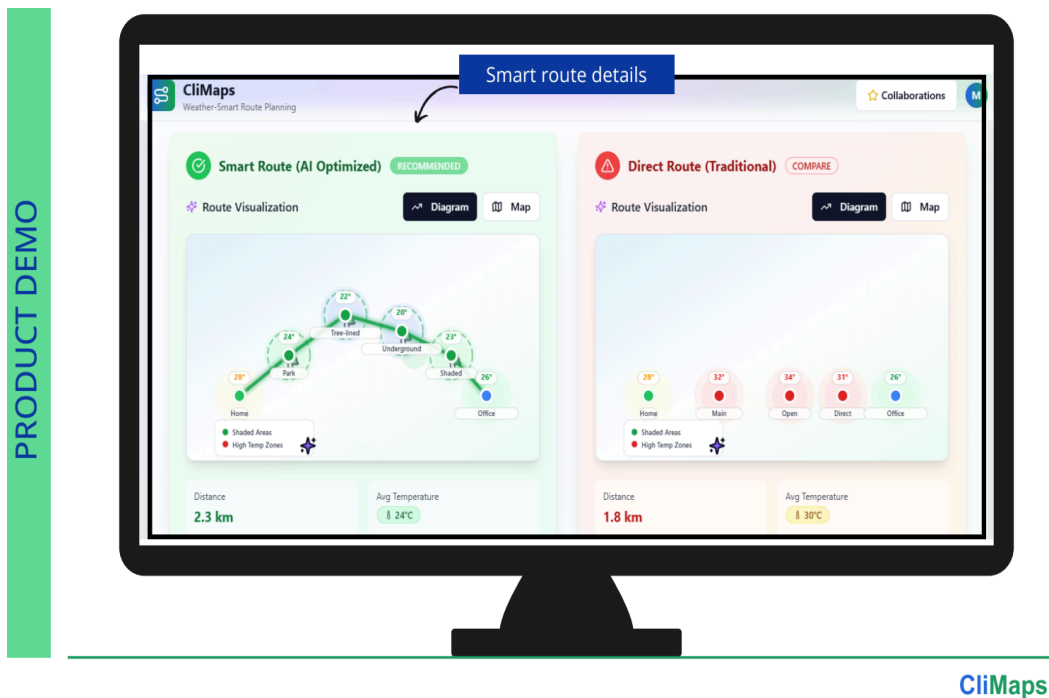 PRODUCT DEMO
Smart route details
CliMaps
Weather-Smart Route Planning
Collaborations
M
Smart Route (AI Optimized)
RECOMMENDED
Route Visualization
Diagram
Map
22°
20°
24°
23°
28°
26°
Tree-lined
Underground
Park
Shaded
Home
Office
Shaded Areas
High Temp Zones
Distance
2.3 km
Avg Temperature
24°C
Direct Route (Traditional)
COMPARE
Route Visualization
Diagram
Map
28°
32°
34°
31°
26°
Home
Main
Open
Direct
Office
Shaded Areas
High Temp Zones
Distance
1.8 km
Avg Temperature
30°C
CliMaps